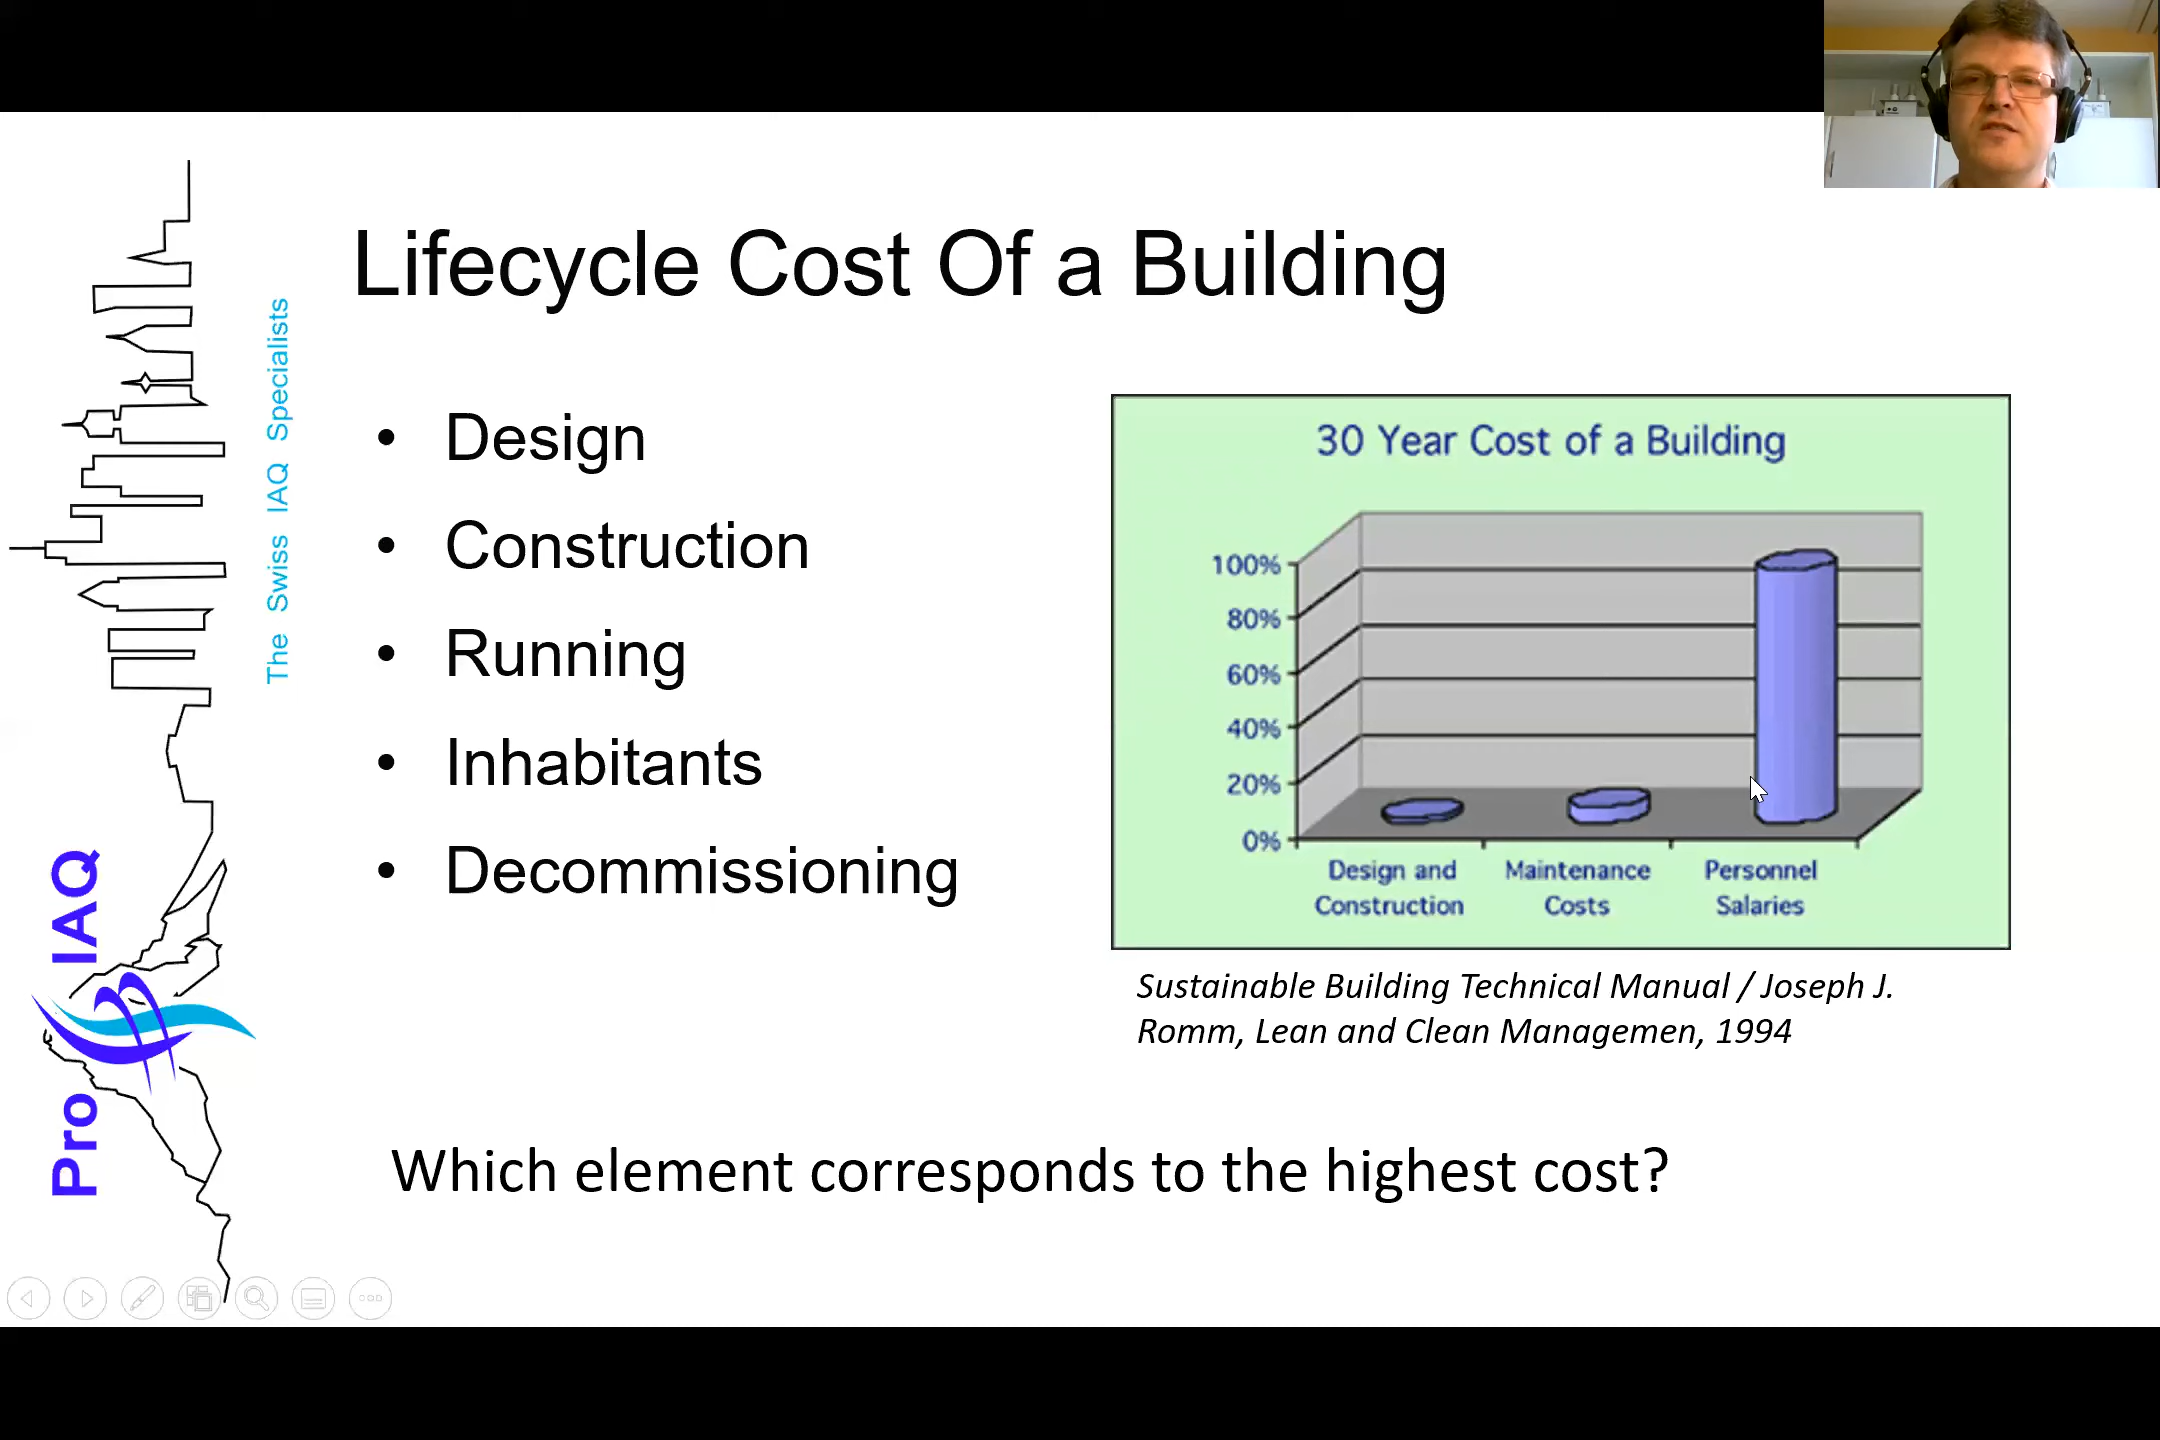 Lifecycle Cost Of a Building
The Swiss IAQ Specialists
Pro IAQ
• Design
• Construction
• Running
• Inhabitants
• Decommissioning
30 Year Cost of a Building
100%
80%
60%
40%
20%
0%
Design and
Construction
Maintenance
Costs
Personnel
Salaries
Sustainable Building Technical Manual / Joseph J.
Romm, Lean and Clean Managemen, 1994
Which element corresponds to the highest cost?